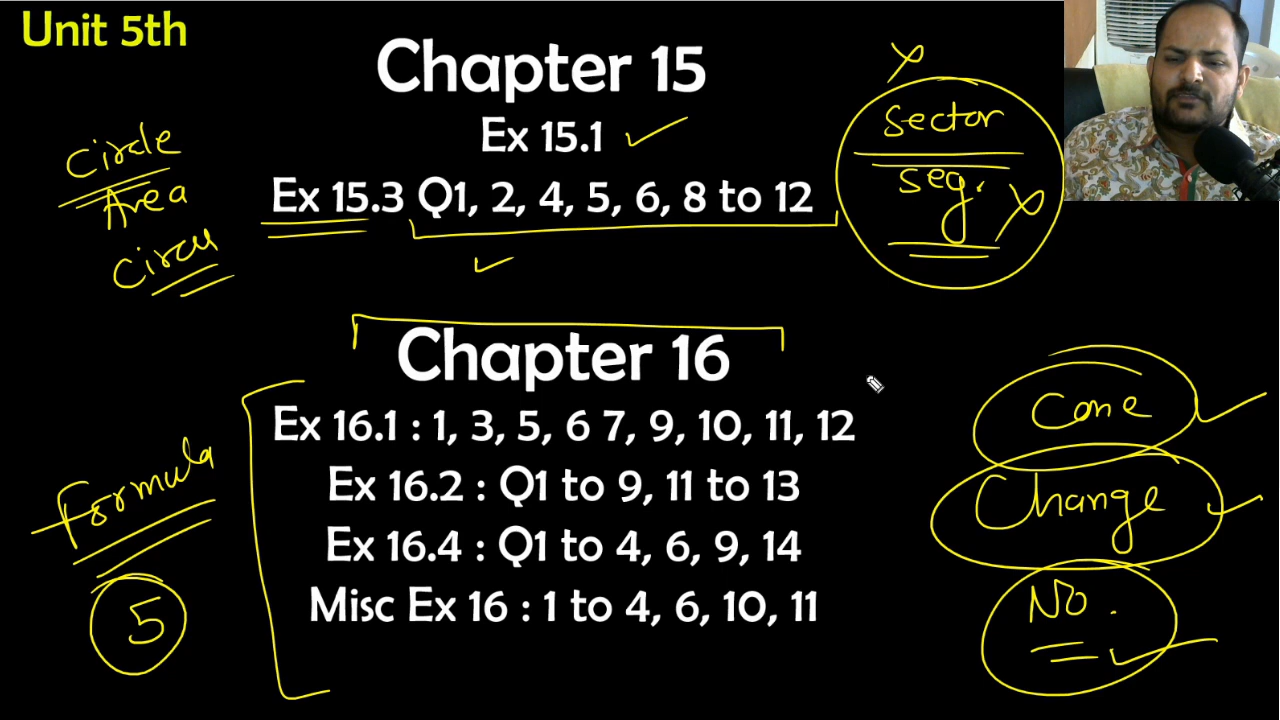 Unit 5th
Chapter 15
Ex 15.1
Ex 15.3 Q1, 2, 4, 5, 6, 8 to 12
Circle
Area
Circu
sector
seg.
Chapter 16
Ex 16.1 : 1, 3, 5, 6 7, 9, 10, 11, 12
Ex 16.2 : Q1 to 9, 11 to 13
Ex 16.4 : Q1 to 4, 6, 9, 14
Misc Ex 16 : 1 to 4, 6, 10, 11
Formula
5
Cone
Change
No.